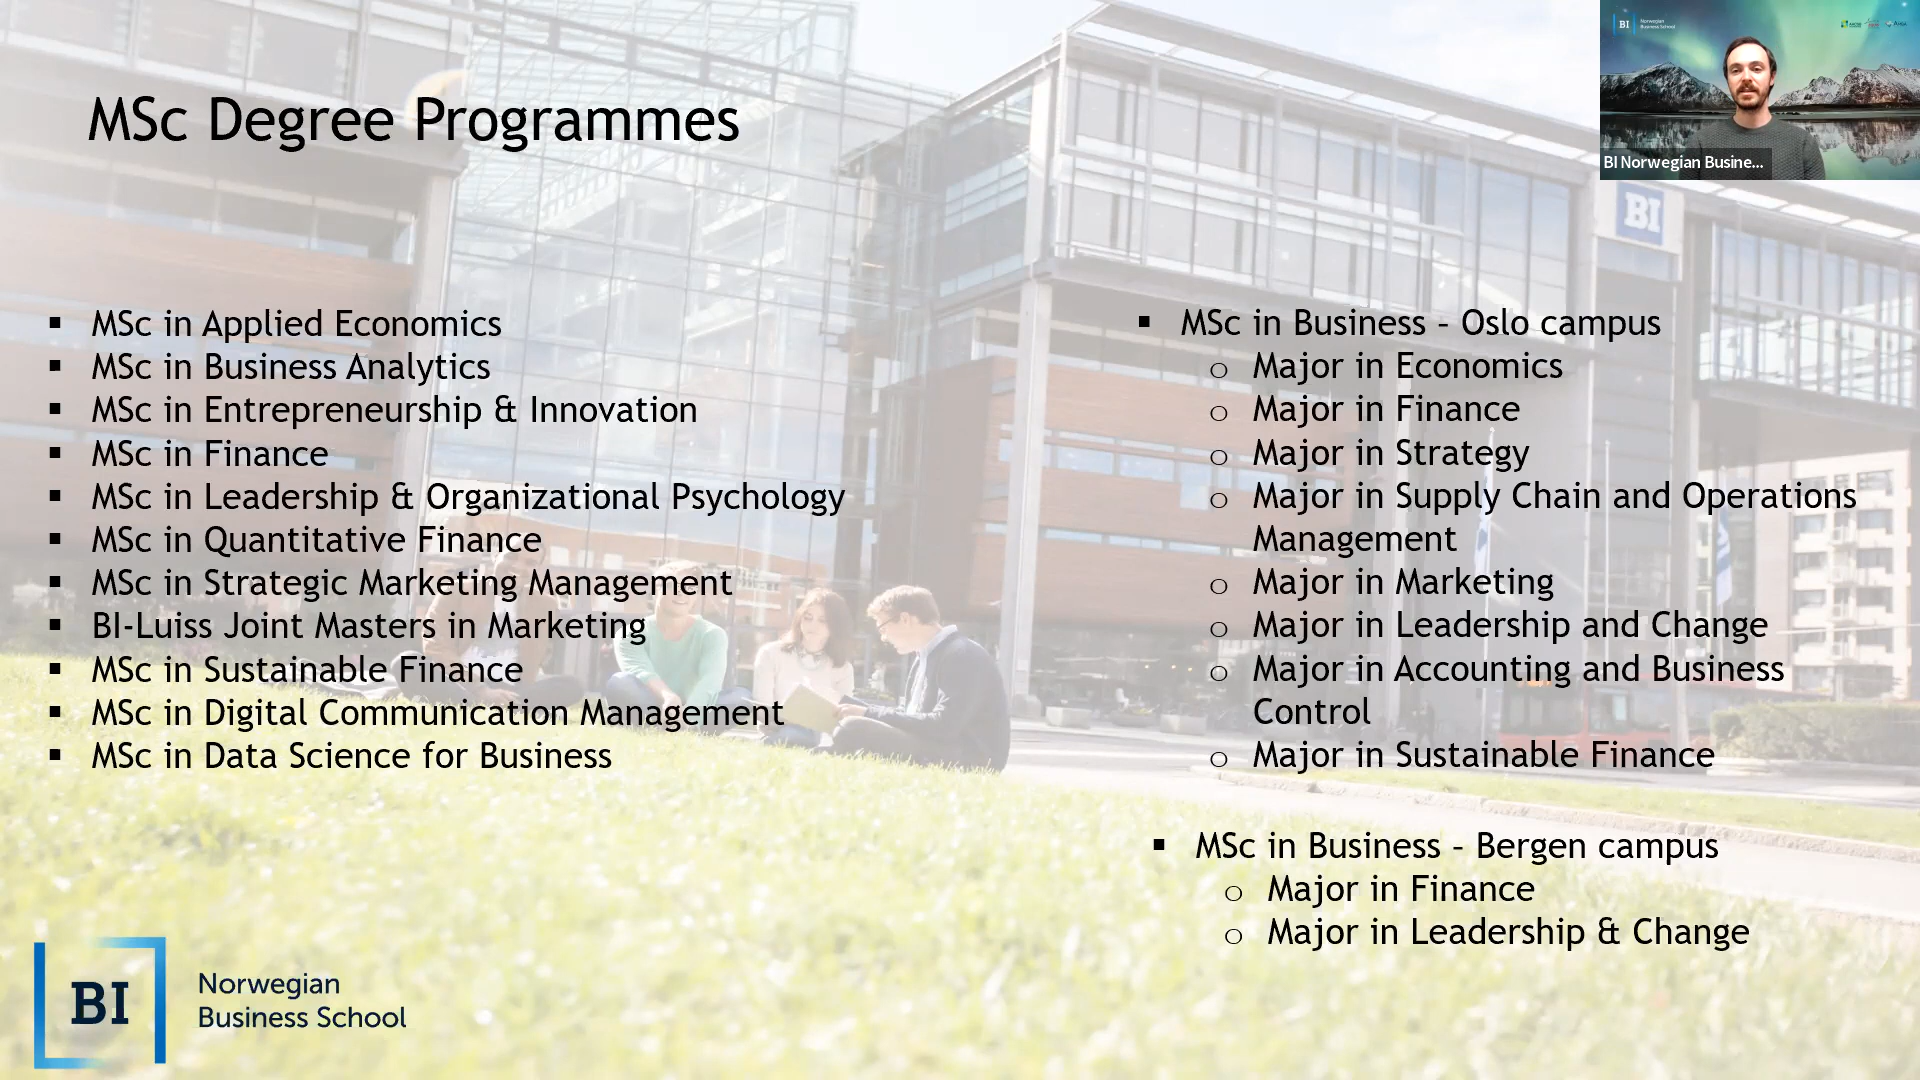 MSc Degree Programmes
BI
Norwegian
Business School
BI Norwegian Busine...
BI
▪ MSc in Applied Economics
▪ MSc in Business Analytics
▪ MSc in Entrepreneurship & Innovation
▪ MSc in Finance
▪ MSc in Leadership & Organizational Psychology
▪ MSc in Quantitative Finance
▪ MSc in Strategic Marketing Management
▪ BI-Luiss Joint Masters in Marketing
▪ MSc in Sustainable Finance
▪ MSc in Digital Communication Management
▪ MSc in Data Science for Business
▪ MSc in Business – Oslo campus
o Major in Economics
o Major in Finance
o Major in Strategy
o Major in Supply Chain and Operations
Management
o Major in Marketing
o Major in Leadership and Change
o Major in Accounting and Business
Control
o Major in Sustainable Finance
▪ MSc in Business – Bergen campus
o Major in Finance
o Major in Leadership & Change
BI
Norwegian
Business School